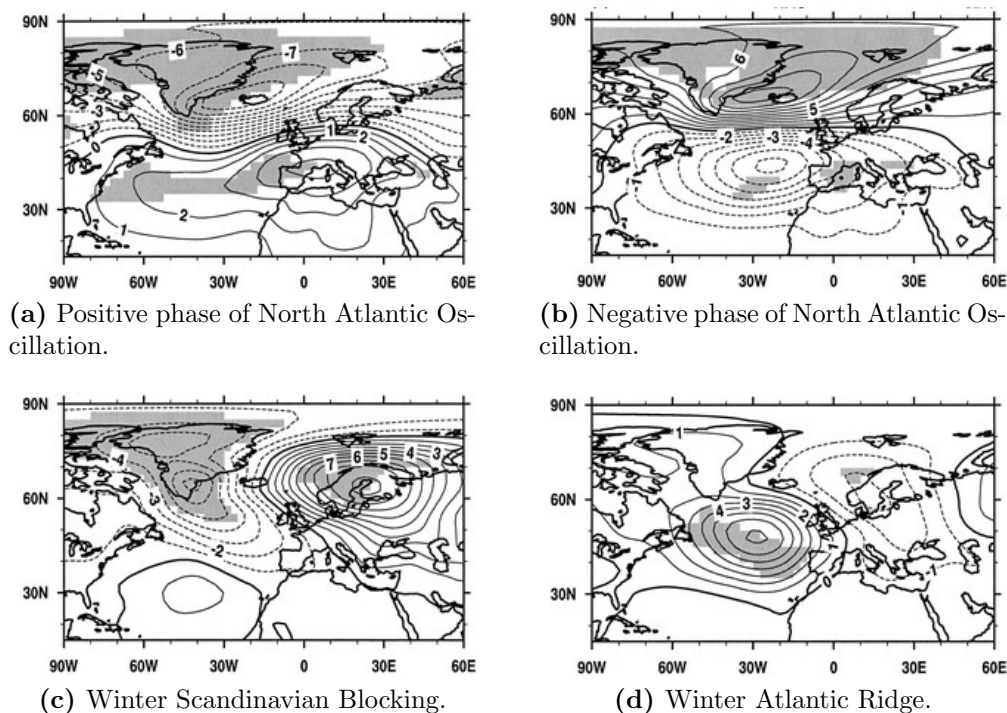 90N
60N
30N
-6
-7
-5
-3
0
1
2
2
1
90W 60W 30W 0 30E 60E
(a) Positive phase of North Atlantic Os-
cillation.
90N
60N
30N
6
5
-2 -3 -4
-1
90W 60W 30W 0 30E 60E
(b) Negative phase of North Atlantic Os-
cillation.
90N
60N
30N
-4
-3
-2
7 6 5 4 3
90W 60W 30W 0 30E 60E
(c) Winter Scandinavian Blocking.
90N
60N
30N
1
4 3 2
1
0
-1
90W 60W 30W 0 30E 60E
(d) Winter Atlantic Ridge.